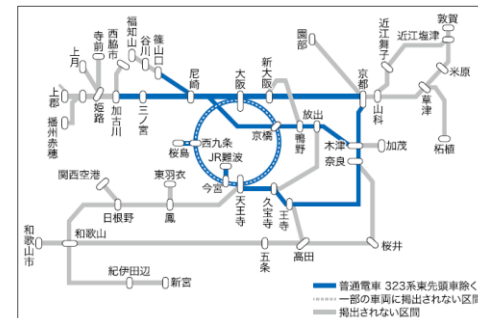 敦賀
近江塩津
近江舞子
園部
福知山
谷川
篠山口
西脇市
寺前
上月
尼崎
大阪
新大阪
京都
山科
米原
草津
柘植
上郡
播州赤穂
姫路
加古川
三ノ宮
京橋
鴨野
放出
木津
加茂
奈良
桜島
西九条
JR難波
今宮
天王寺
久宝寺
王寺
関西空港
東羽衣
日根野
鳳
和歌山市
和歌山
五条
高田
桜井
紀伊田辺
新宮
普通電車 323系東先頭車除く
一部の車両に掲出されない区間
掲出されない区間